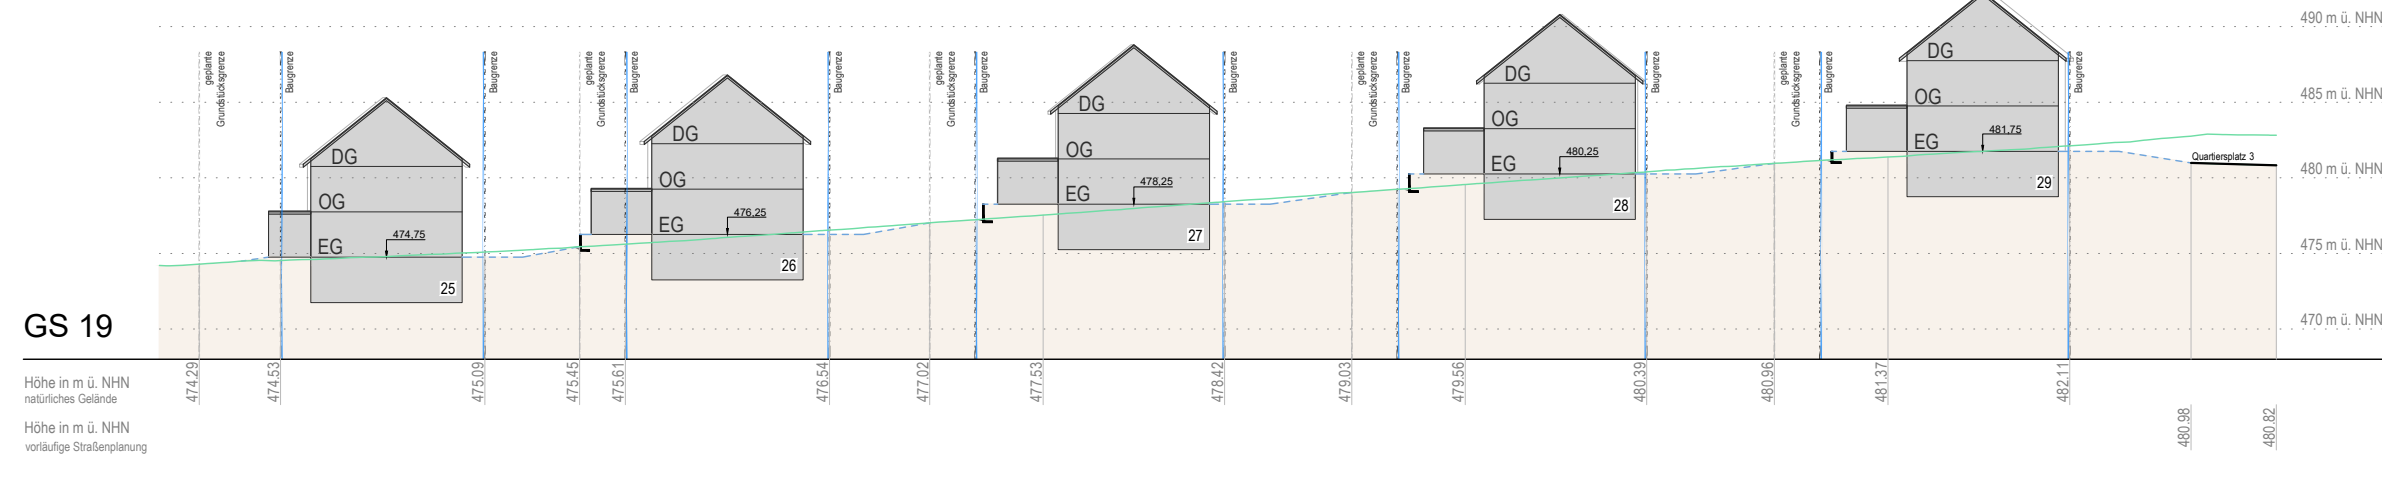 490 m ü. NHN
485 m ü. NHN
480 m ü. NHN
475 m ü. NHN
470 m ü. NHN
geplante
Grundstücksgrenze
Baugrenze
Baugrenze
geplante
Grundstücksgrenze
Baugrenze
Baugrenze
geplante
Grundstücksgrenze
Baugrenze
Baugrenze
geplante
Grundstücksgrenze
Baugrenze
Baugrenze
geplante
Grundstücksgrenze
Baugrenze
Baugrenze
DG
OG
EG
474,75
25
DG
OG
EG
476,25
26
DG
OG
EG
478,25
27
DG
OG
EG
480,25
28
DG
OG
EG
481,75
29
Quartiersplatz 3
GS 19
Höhe in m ü. NHN
natürliches Gelände
474.29
474.53
475.09
475.45
475.61
476.54
477.02
477.53
478.42
479.03
479.56
480.39
480.96
481.37
482.11
Höhe in m ü. NHN
vorläufige Straßenplanung
480.98
480.82